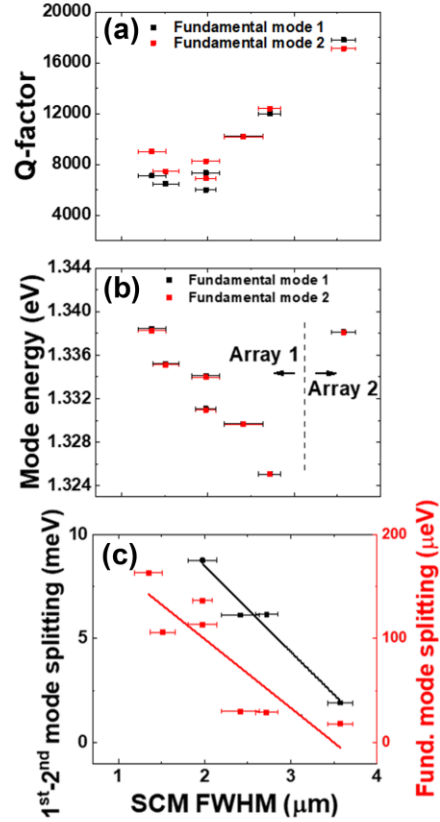 (a)
Fundamental mode 1
Fundamental mode 2
Q-factor
20000
16000
12000
8000
4000
(b)
Fundamental mode 1
Fundamental mode 2
Mode energy (eV)
1.344
1.340
1.336
1.332
1.328
1.324
Array 1
Array 2
(c)
1st-2nd mode splitting (meV)
10
5
0
Fund. mode splitting (µeV)
200
100
0
1
2
3
4
SCM FWHM (µm)